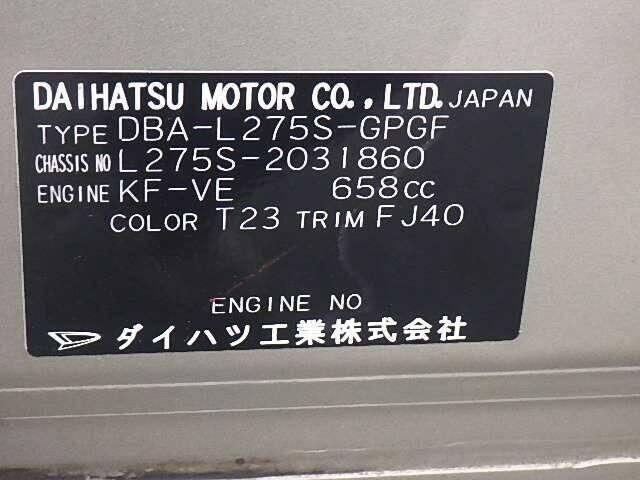 DAIHATSU MOTOR CO.,LTD. JAPAN
TYPE DBA-L275S-GPGF
CHASSIS NO L275S-2031860
ENGINE KF-VE 658cc
COLOR T23 TRIM FJ40
ENGINE NO
ダイハツ工業株式会社